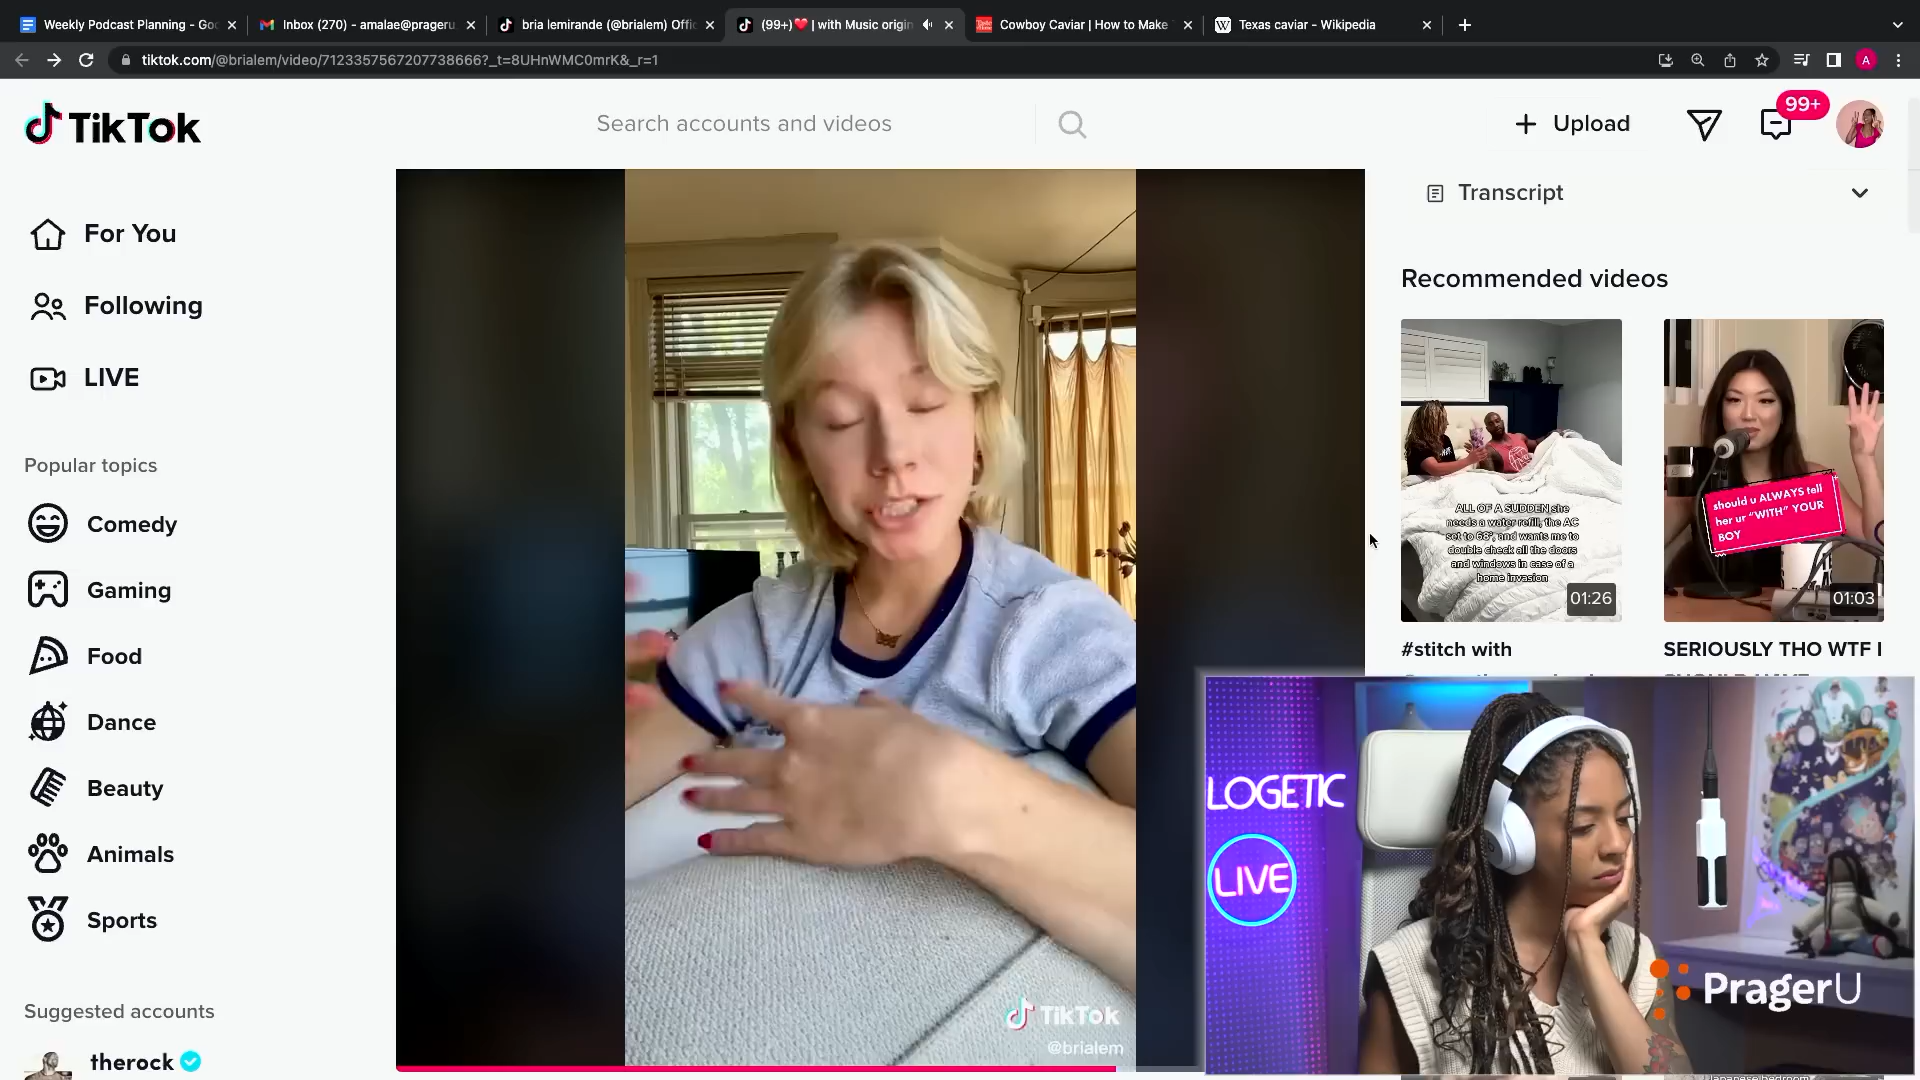 Weekly Podcast Planning - Goo
Inbox (270) - amalae@prageru
bria lemirande (@brialem) Offic
(99+)❤️ | with Music origin
Cowboy Caviar | How to Make
Texas caviar - Wikipedia
tiktok.com/@brialem/video/7123357567207738666?_t=8UHnWMC0mrK&_r=1
A
TikTok
Search accounts and videos
Upload
99+
For You
Following
LIVE
Popular topics
Comedy
Gaming
Food
Dance
Beauty
Animals
Sports
Suggested accounts
therock
TikTok
@brialem
Transcript
Recommended videos
ALL OF A SUDDEN she
needs a water refill, the AC
set to 68°, and wants me to
double check all the doors
and windows in case of a
home invasion
01:26
should u ALWAYS tell
her ur "WITH" YOUR
BOY
01:03
#stitch with
SERIOUSLY THO WTF I
LOGETIC
LIVE
PragerU